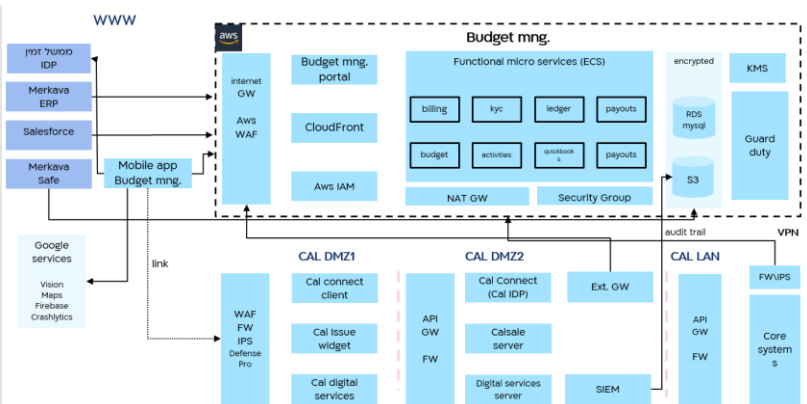 WWW
ממשל זמין
IDP
Merkava
ERP
Salesforce
Merkava
Safe
Mobile app
Budget mng.
Google
services
Vision
Maps
Firebase
Crashlytics
link
aws
Budget mng.
internet
GW
Aws
WAF
Budget mng.
portal
CloudFront
Aws IAM
Functional micro services (ECS)
billing
kyc
ledger
payouts
budget
activities
quickbook
s
payouts
NAT GW
Security Group
encrypted
RDS
mysql
S3
KMS
Guard
duty
audit trail
VPN
CAL DMZ1
WAF
FW
IPS
Defense
Pro
Cal connect
client
Cal Issue
widget
Cal digital
services
CAL DMZ2
API
GW
FW
Cal Connect
(Cal IDP)
Calsale
server
Digital services
server
Ext. GW
SIEM
CAL LAN
API
GW
FW
FW\IPS
Core
system
s